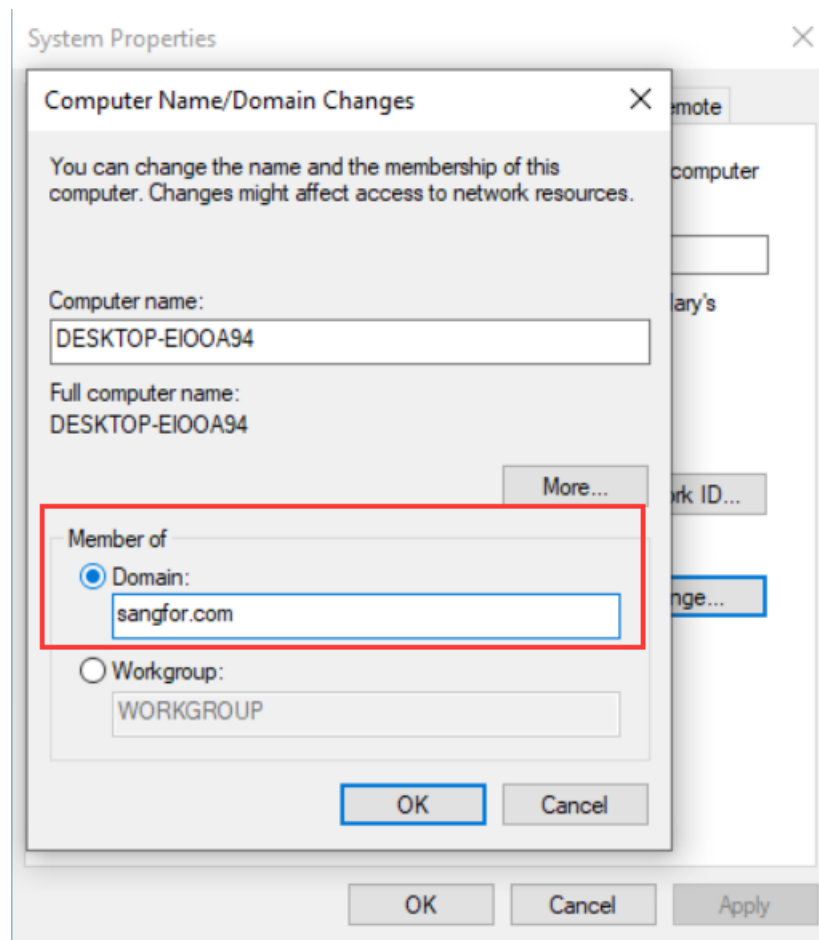 System Properties
Computer Name/Domain Changes
emote
You can change the name and the membership of this
computer. Changes might affect access to network resources.
computer
Computer name:
lary's
DESKTOP-EIOOA94
Full computer name:
DESKTOP-EIOOA94
More...
ork ID...
Member of
Domain:
nge...
sangfor.com
Workgroup:
WORKGROUP
OK
Cancel
OK
Cancel
Apply